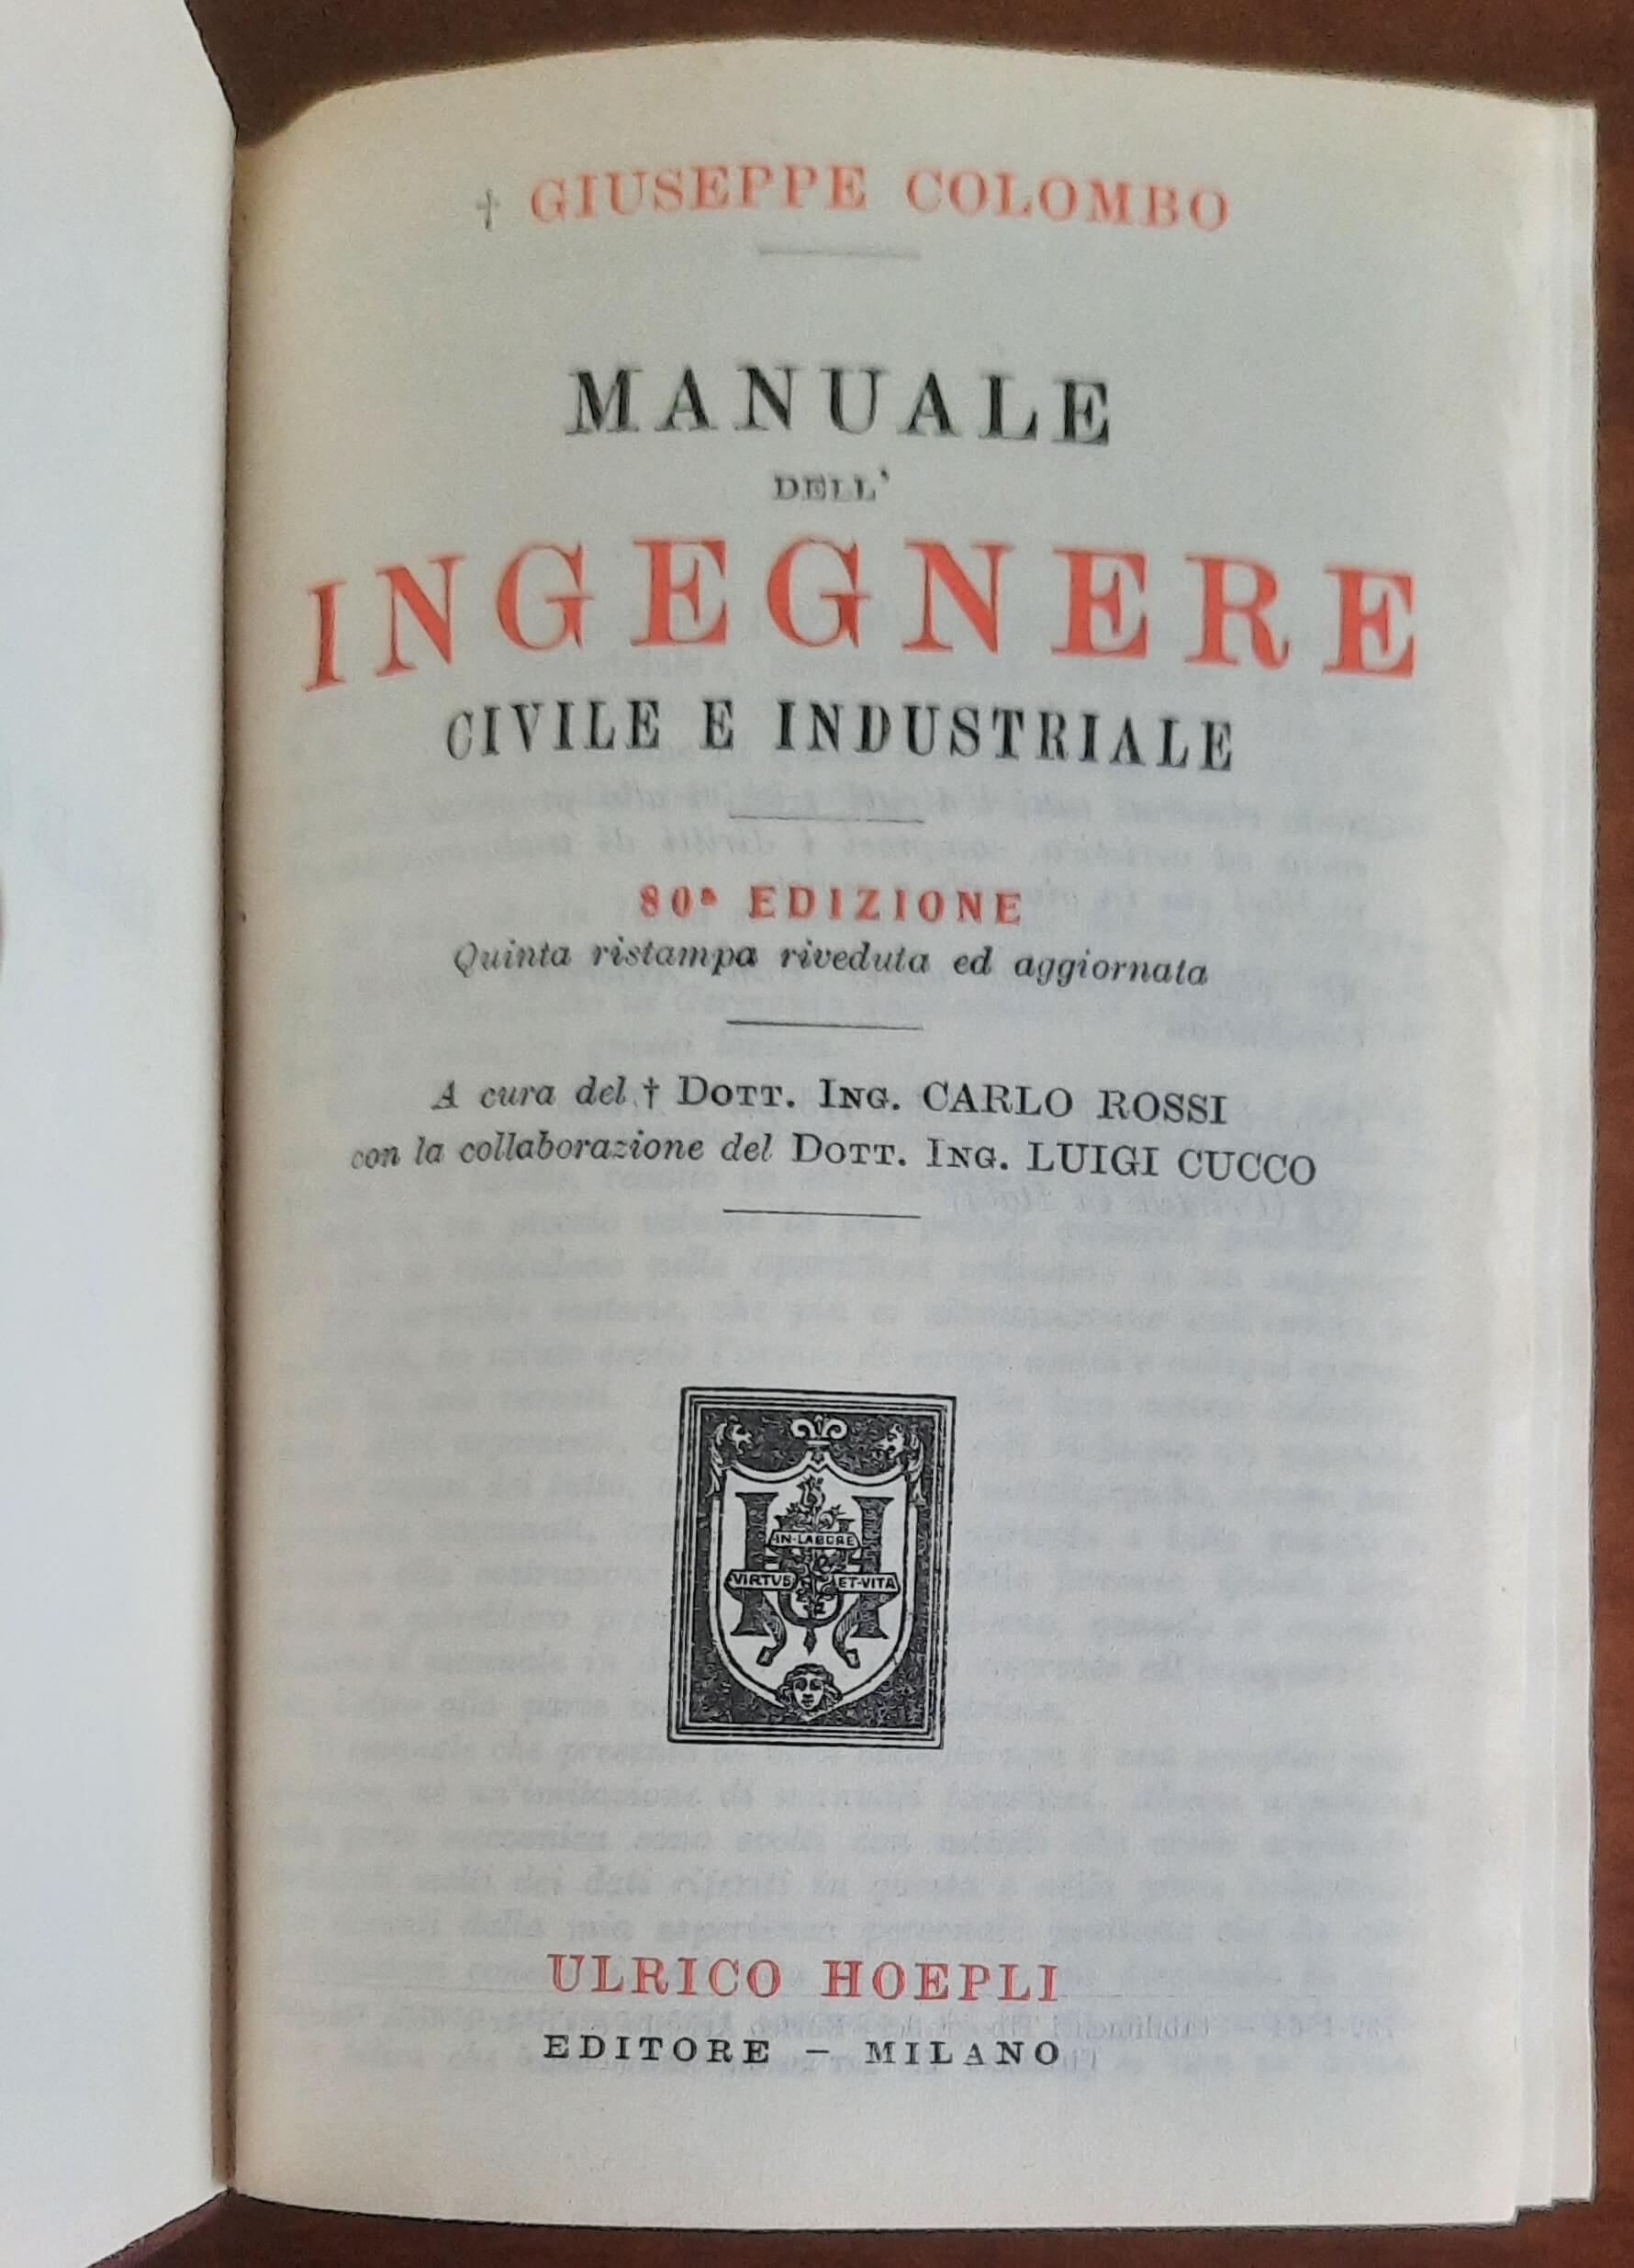 † GIUSEPPE COLOMBO
MANUALE
DELL'
INGEGNERE
CIVILE E INDUSTRIALE
80ª EDIZIONE
Quinta ristampa riveduta ed aggiornata
A cura del † DOTT. ING. CARLO ROSSI
con la collaborazione del DOTT. ING. LUIGI CUCCO
IN·LABORE
VIRTUS ET·VITA
ULRICO HOEPLI
EDITORE – MILANO